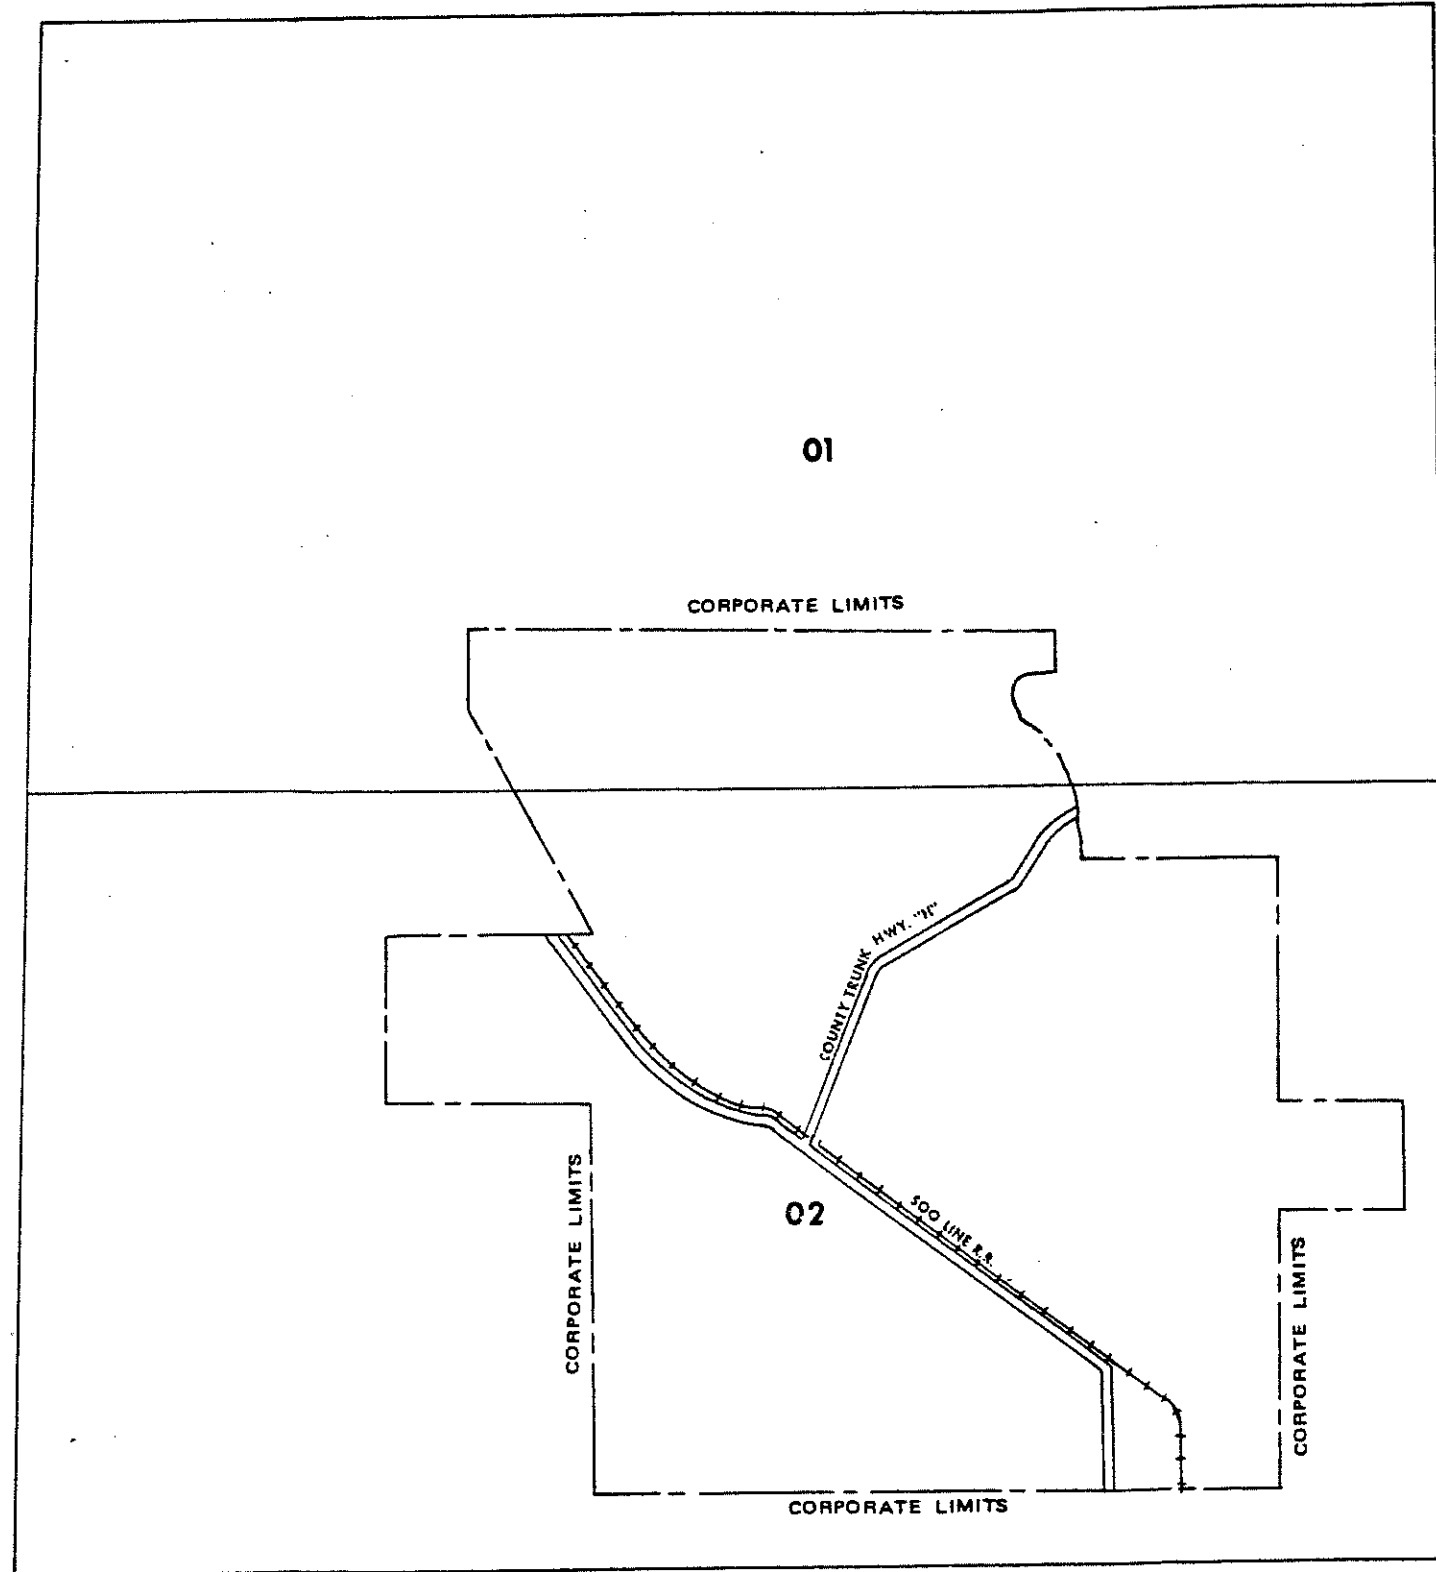 01
CORPORATE LIMITS
COUNTY TRUNK HWY. "N"
CORPORATE LIMITS
02
SOO LINE R.R.
CORPORATE LIMITS
CORPORATE LIMITS